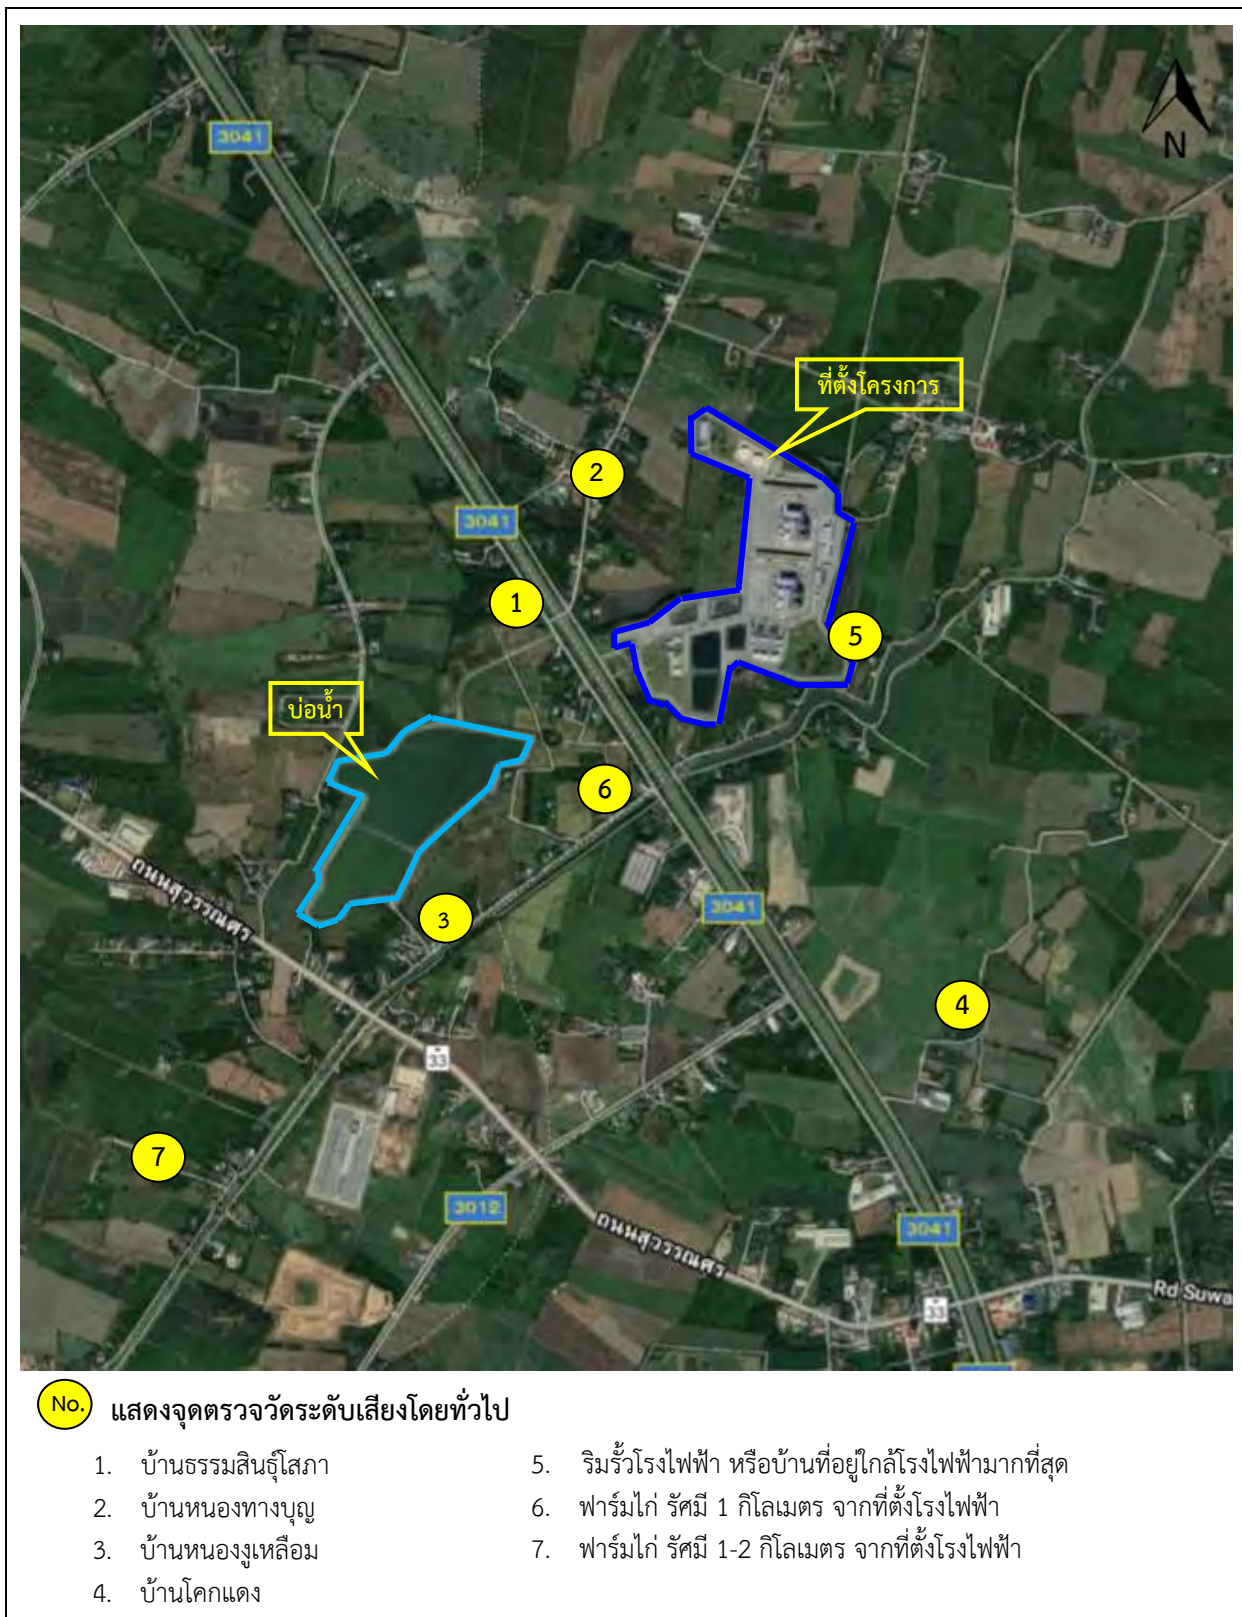 3041
N
ที่ตั้งโครงการ
2
3041
1
5
บ่อน้ำ
6
ถนนสุวรรณศร
3041
3
4
33
7
3012
ถนนสุวรรณศร
3041
33
Rd Suwa
No. แสดงจุดตรวจวัดระดับเสียงโดยทั่วไป
1. บ้านธรรมสินธุ์โสภา
2. บ้านหนองทางบุญ
3. บ้านหนองงูเหลือม
4. บ้านโคกแดง
5. ริมรั้วโรงไฟฟ้า หรือบ้านที่อยู่ใกล้โรงไฟฟ้ามากที่สุด
6. ฟาร์มไก่ รัศมี 1 กิโลเมตร จากที่ตั้งโรงไฟฟ้า
7. ฟาร์มไก่ รัศมี 1-2 กิโลเมตร จากที่ตั้งโรงไฟฟ้า